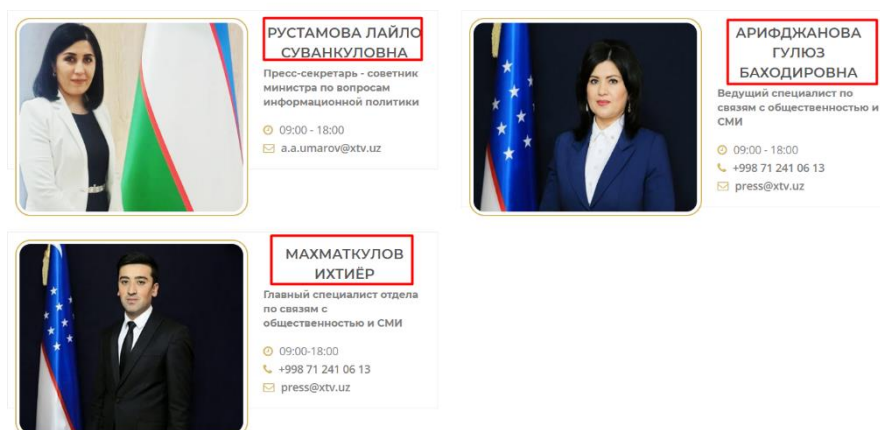 РУСТАМОВА ЛАЙЛО
СУВАНКУЛОВНА
Пресс-секретарь - советник
министра по вопросам
информационной политики
09:00 - 18:00
a.a.umarov@xtv.uz
АРИФДЖАНОВА
ГУЛЮЗ
БАХОДИРОВНА
Ведущий специалист по
связям с общественностью и
СМИ
09:00 - 18:00
+998 71 241 06 13
press@xtv.uz
МАХМАТКУЛОВ
ИХТИЁР
Главный специалист отдела
по связям с
общественностью и СМИ
09:00-18:00
+998 71 241 06 13
press@xtv.uz